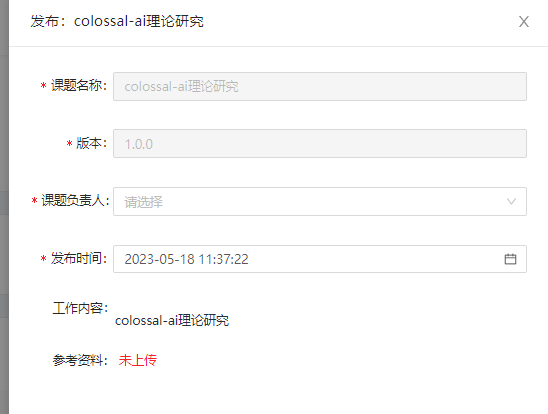 发布：colossal-ai理论研究
* 课题名称： colossal-ai理论研究
* 版本： 1.0.0
* 课题负责人： 请选择
* 发布时间： 2023-05-18 11:37:22
工作内容：
colossal-ai理论研究
参考资料： 未上传